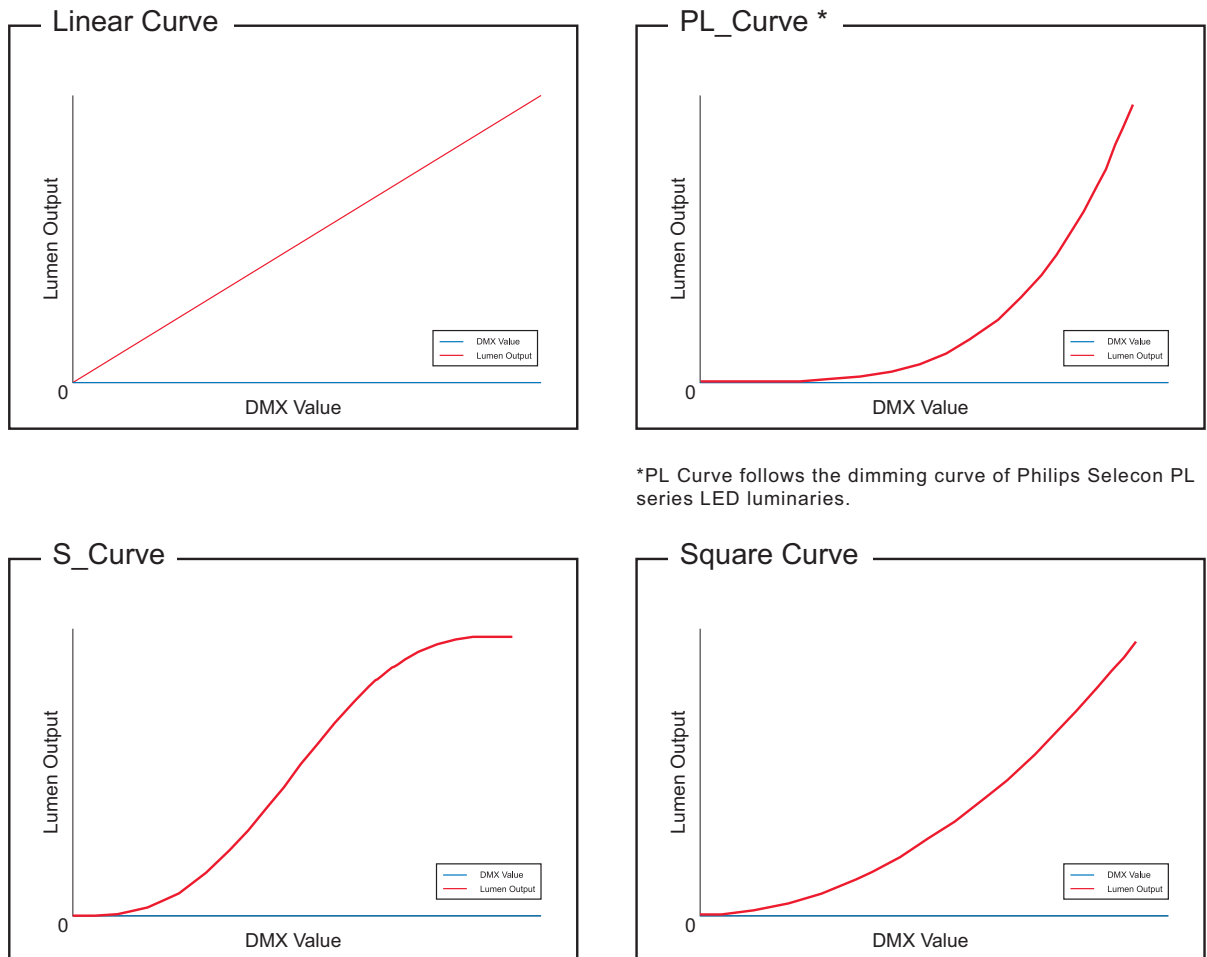 Linear Curve
Lumen Output
DMX Value
Lumen Output
0
DMX Value
PL_Curve *
Lumen Output
DMX Value
Lumen Output
0
DMX Value
*PL Curve follows the dimming curve of Philips Selecon PL
series LED luminaries.
S_Curve
Lumen Output
DMX Value
Lumen Output
0
DMX Value
Square Curve
Lumen Output
DMX Value
Lumen Output
0
DMX Value